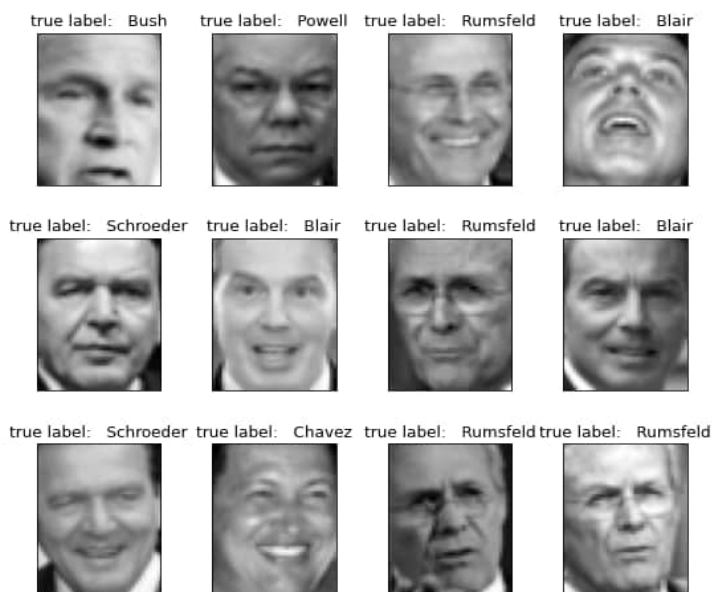 true label: Bush true label: Powell true label: Rumsfeld true label: Blair
true label: Schroeder true label: Blair true label: Rumsfeld true label: Blair
true label: Schroeder true label: Chavez true label: Rumsfeld true label: Rumsfeld